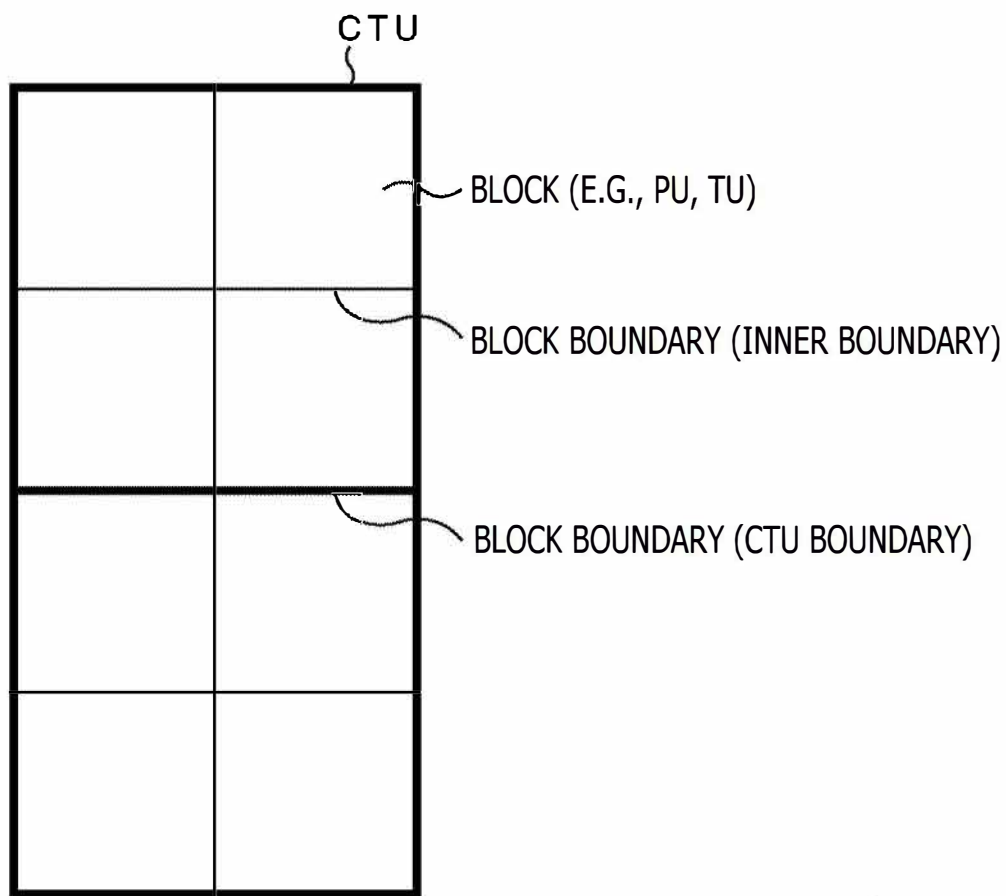 CTU
BLOCK (E.G., PU, TU)
BLOCK BOUNDARY (INNER BOUNDARY)
BLOCK BOUNDARY (CTU BOUNDARY)